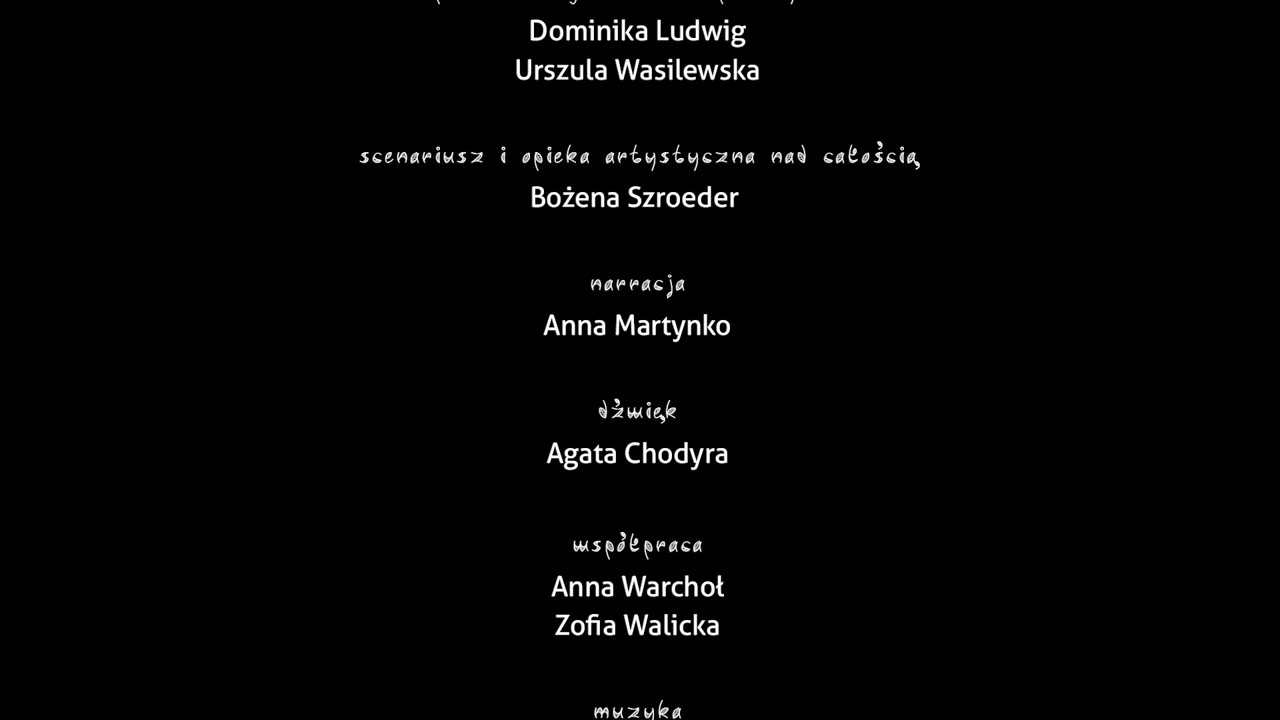 Dominika Ludwig
Urszula Wasilewska
scenariusz i opieka artystyczna nad całością
Bożena Szroeder
narracja
Anna Martynko
dźwięk
Agata Chodyra
współpraca
Anna Warchoł
Zofia Walicka
muzyka